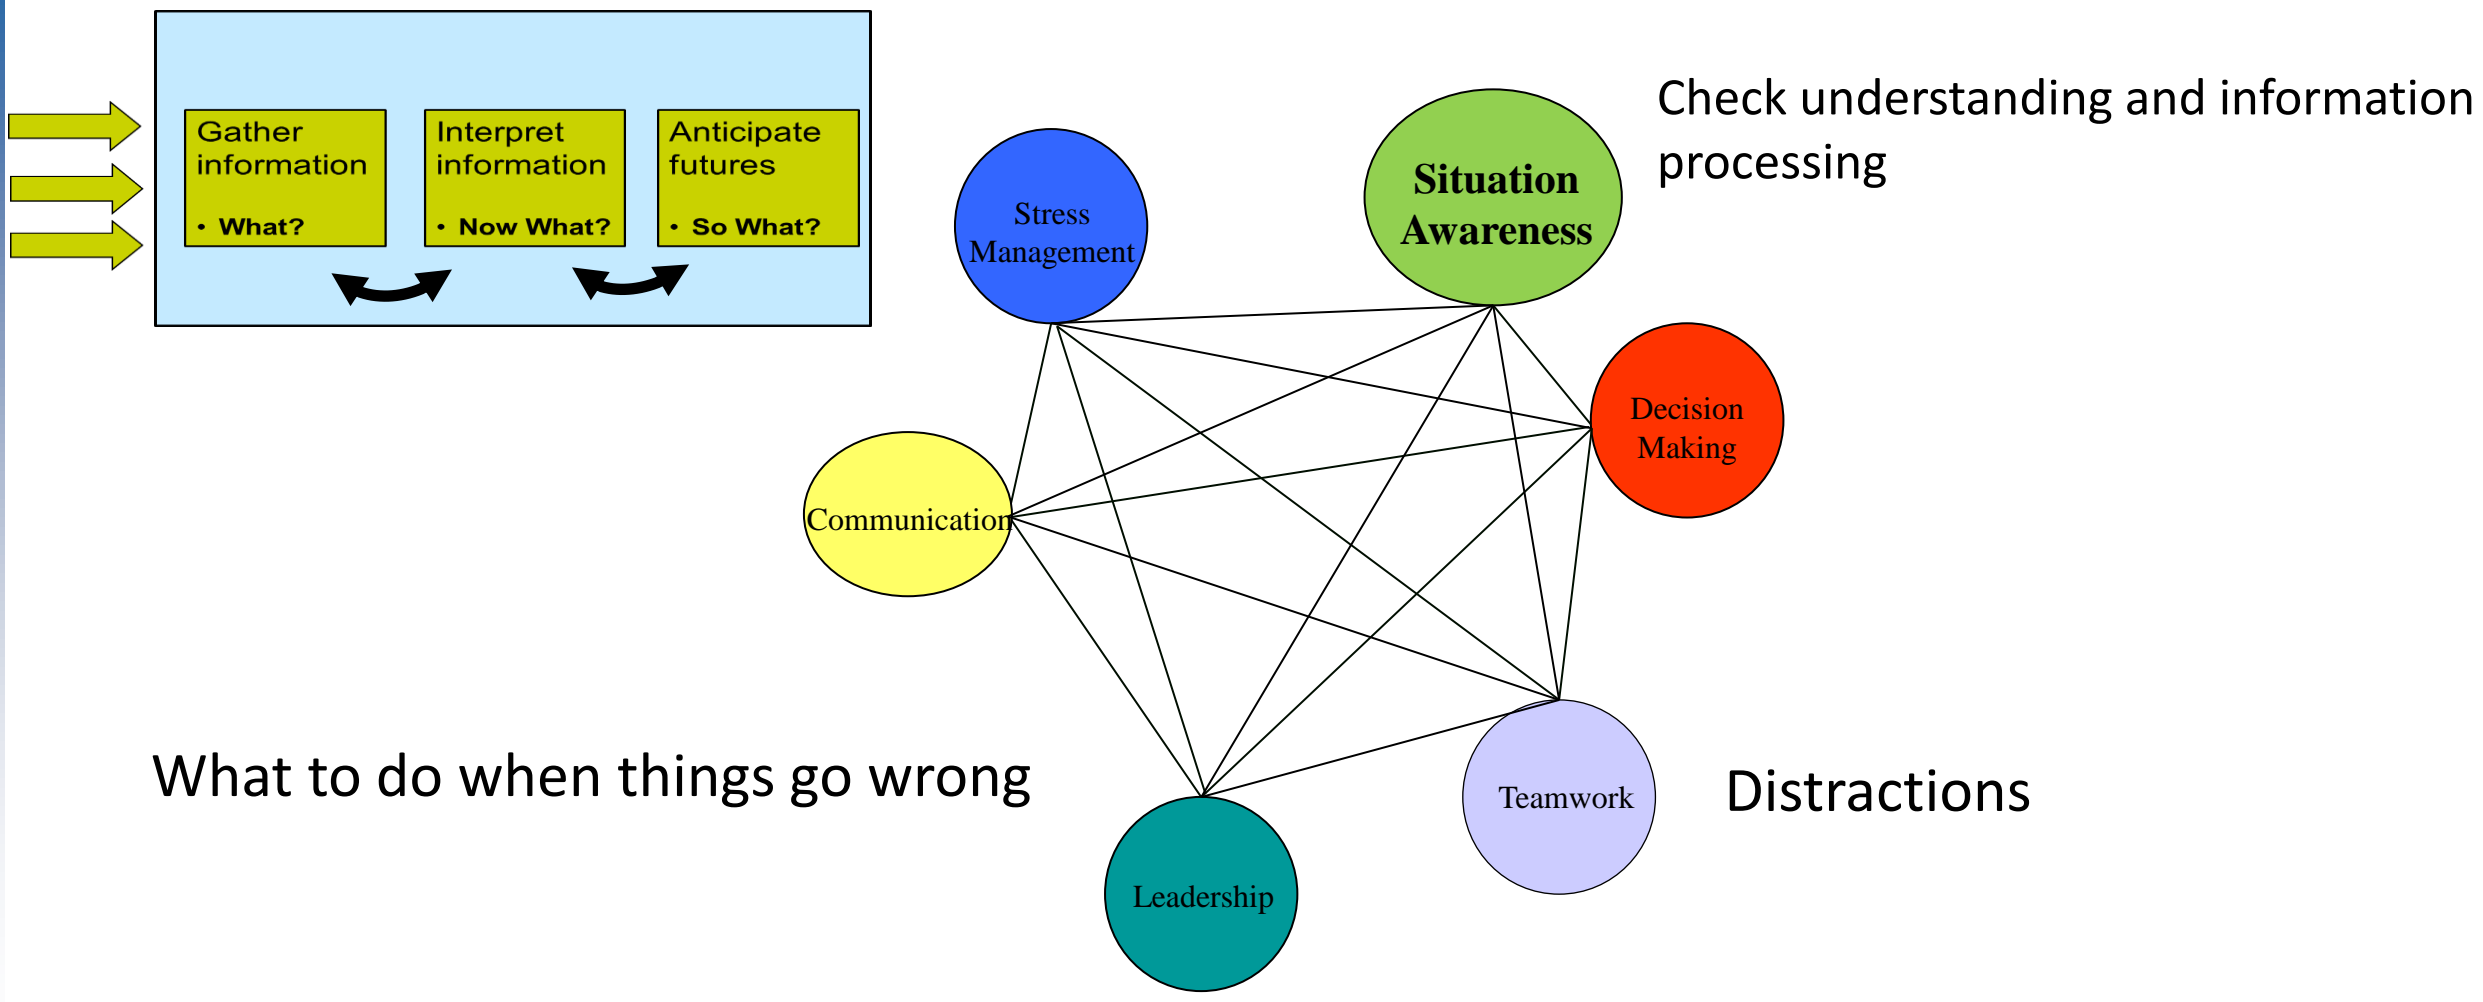 Gather
information
• What?
Interpret
information
• Now What?
Anticipate
futures
• So What?
Check understanding and information
processing
Situation
Awareness
Stress
Management
Decision
Making
Communication
What to do when things go wrong
Teamwork
Distractions
Leadership